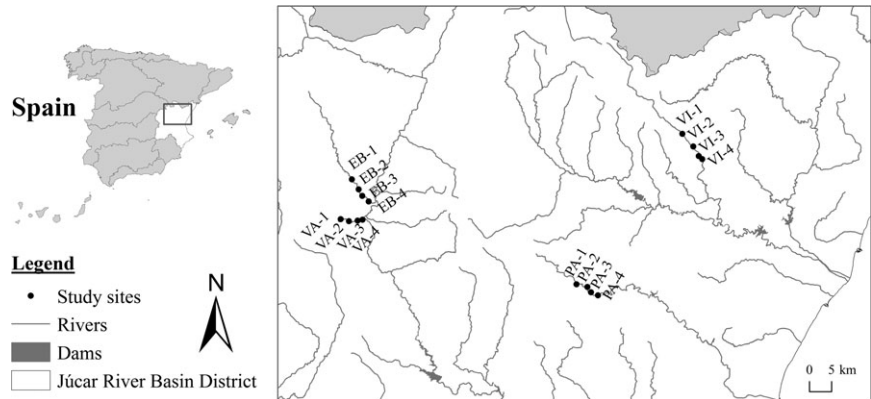 Spain
Legend
Study sites
Rivers
Dams
Júcar River Basin District
N
EB-1
EB-2
EB-3
EB-4
VA-1
VA-2
VA-3
VA-4
VI-1
VI-2
VI-3
VI-4
PA-1
PA-2
PA-3
PA-4
0 5 km